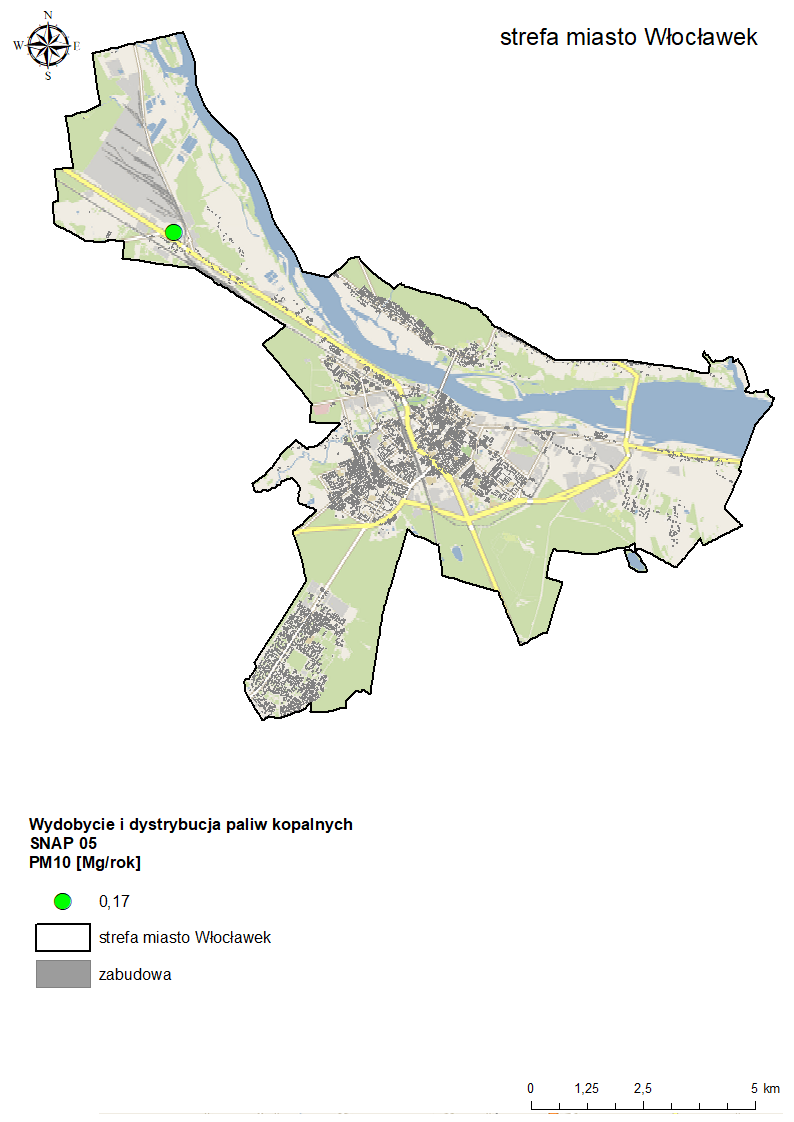 N
W E
S
strefa miasto Włocławek
Wydobycie i dystrybucja paliw kopalnych
SNAP 05
PM10 [Mg/rok]
0,17
strefa miasto Włocławek
zabudowa
0 1,25 2,5 5 km